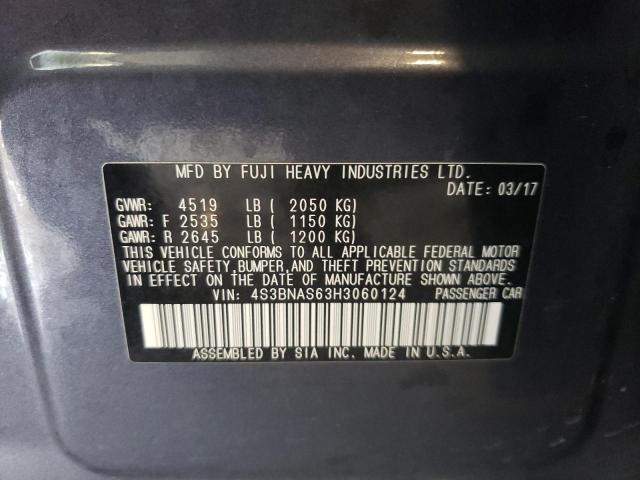 MFD BY FUJI HEAVY INDUSTRIES LTD.
DATE: 03/17
GVWR: 4519 LB ( 2050 KG)
GAWR: F 2535 LB ( 1150 KG)
GAWR: R 2645 LB ( 1200 KG)
THIS VEHICLE CONFORMS TO ALL APPLICABLE FEDERAL MOTOR
VEHICLE SAFETY,BUMPER,AND THEFT PREVENTION STANDARDS
IN EFFECT ON THE DATE OF MANUFACTURE SHOWN ABOVE.
VIN: 4S3BNAS63H3060124 PASSENGER CAR
ASSEMBLED BY SIA INC. MADE IN U.S.A.